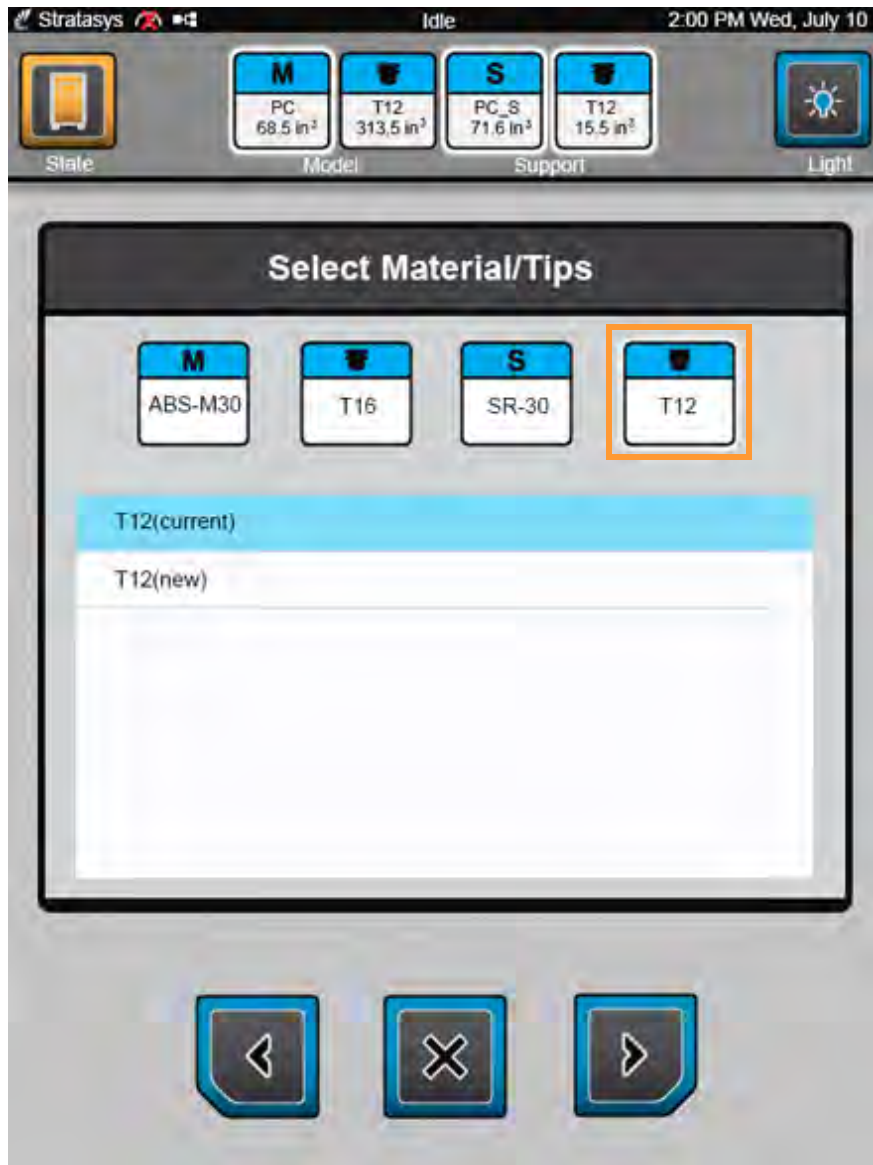 Stratasys Idle 2:00 PM Wed, July 10
M M S
PC T12 PC_S T12
68.5 in³ 313.5 in³ 71.6 in³ 15.5 in³
State Model Support Light
Select Material/Tips
M S
ABS-M30 T16 SR-30 T12
T12(current)
T12(new)